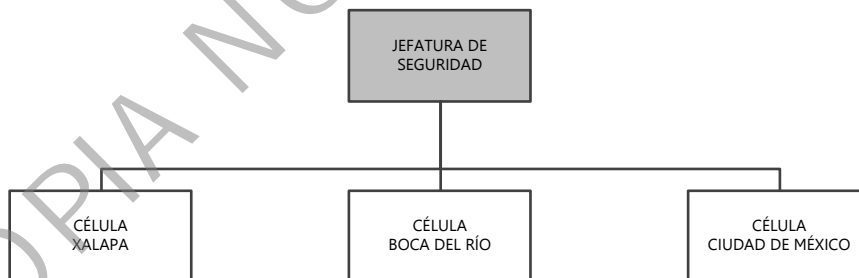 JEFATURA DE
SEGURIDAD
CÉLULA
XALAPA
CÉLULA
BOCA DEL RÍO
CÉLULA
CIUDAD DE MÉXICO